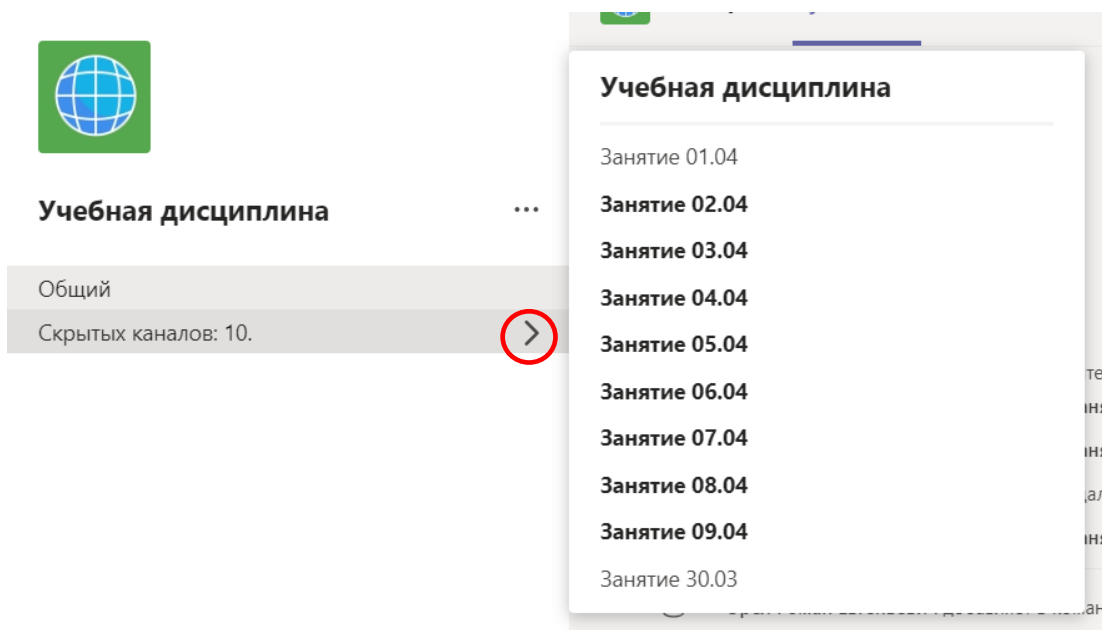 Учебная дисциплина
...
Общий
Скрытых каналов: 10.
Учебная дисциплина
Занятие 01.04
Занятие 02.04
Занятие 03.04
Занятие 04.04
Занятие 05.04
Занятие 06.04
Занятие 07.04
Занятие 08.04
Занятие 09.04
Занятие 30.03